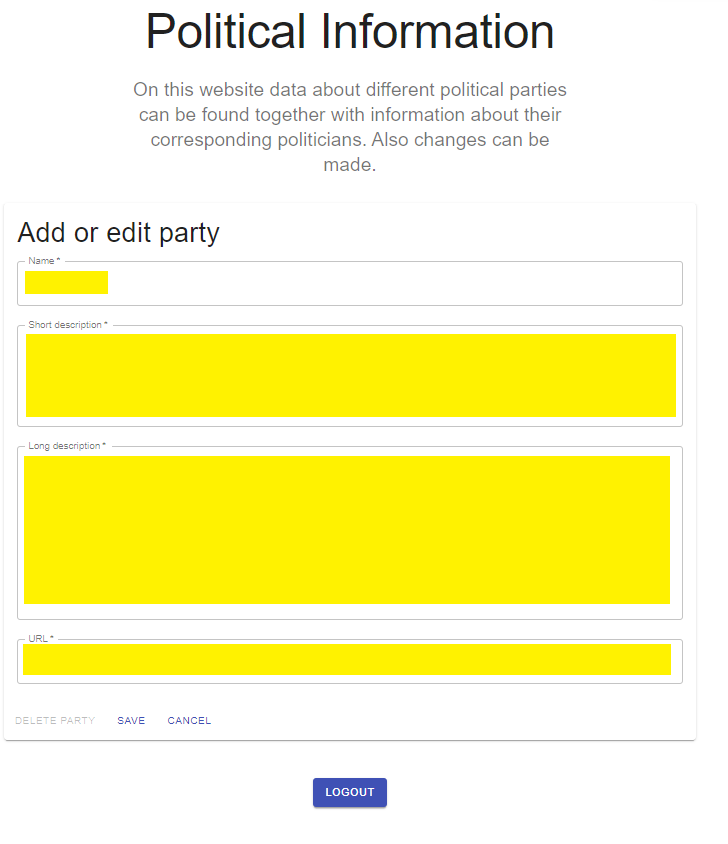 Political Information
On this website data about different political parties
can be found together with information about their
corresponding politicians. Also changes can be
made.
Add or edit party
Name *
Short description *
Long description *
URL *
DELETE PARTY SAVE CANCEL
LOGOUT